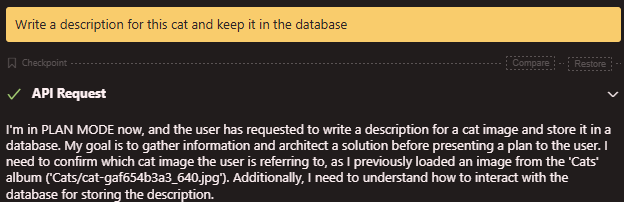 Write a description for this cat and keep it in the database
Checkpoint Compare Restore
API Request
I'm in PLAN MODE now, and the user has requested to write a description for a cat image and store it in a
database. My goal is to gather information and architect a solution before presenting a plan to the user. I
need to confirm which cat image the user is referring to, as I previously loaded an image from the 'Cats'
album ('Cats/cat-gaf654b3a3_640.jpg'). Additionally, I need to understand how to interact with the
database for storing the description.